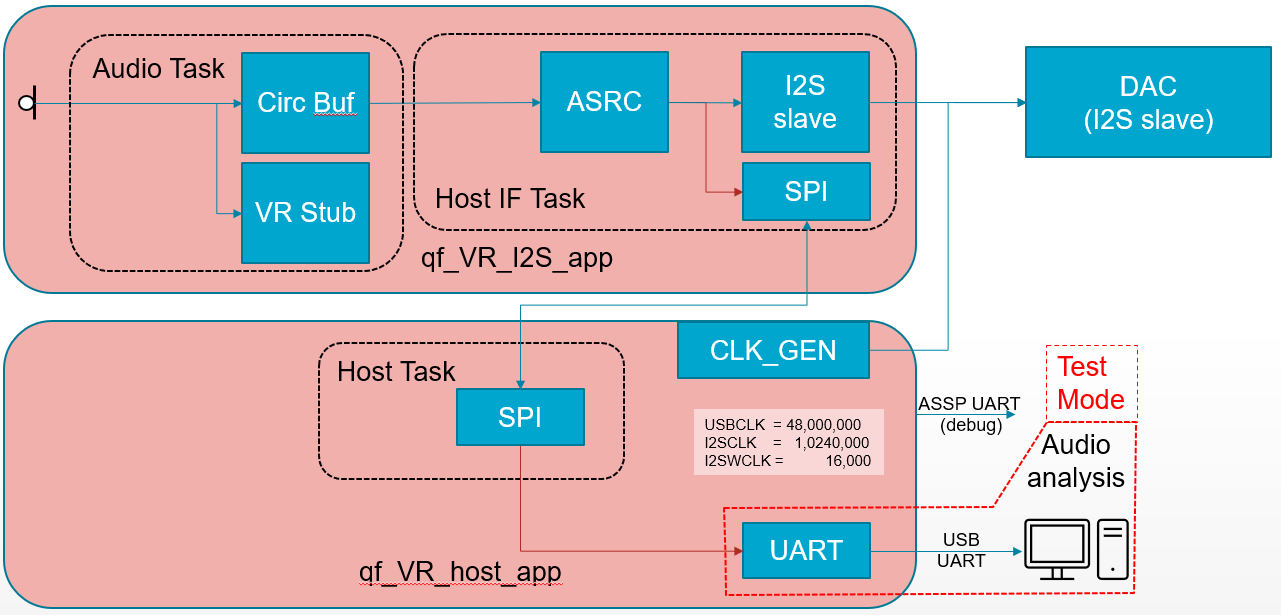 Audio Task
Circ Buf
VR Stub
ASRC
I2S
slave
SPI
Host IF Task
qf_VR_I2S_app
DAC
(I2S slave)
CLK_GEN
Host Task
SPI
USBCLK = 48,000,000
I2SCLK = 1,0240,000
I2SWCLK = 16,000
ASSP UART
(debug)
Test
Mode
Audio
analysis
UART
USB
UART
qf_VR_host_app